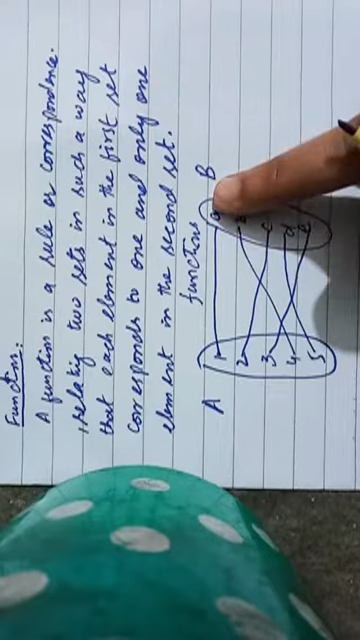 Function:
A function is a rule or correspondence
relating two sets in such a way
that each element in the first set
corresponds to one and only one
element in the second set.
function
A B
1 a
2
3 c
4 d
5 e